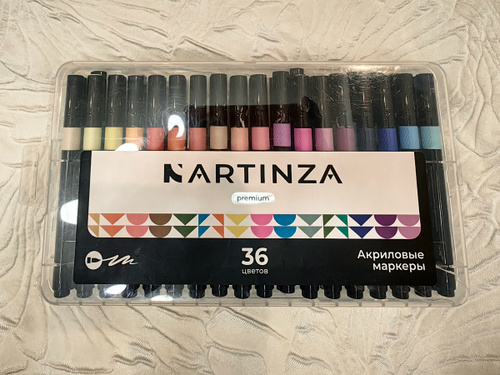 ARTINZA
premium
36
цветов
Акриловые
маркеры